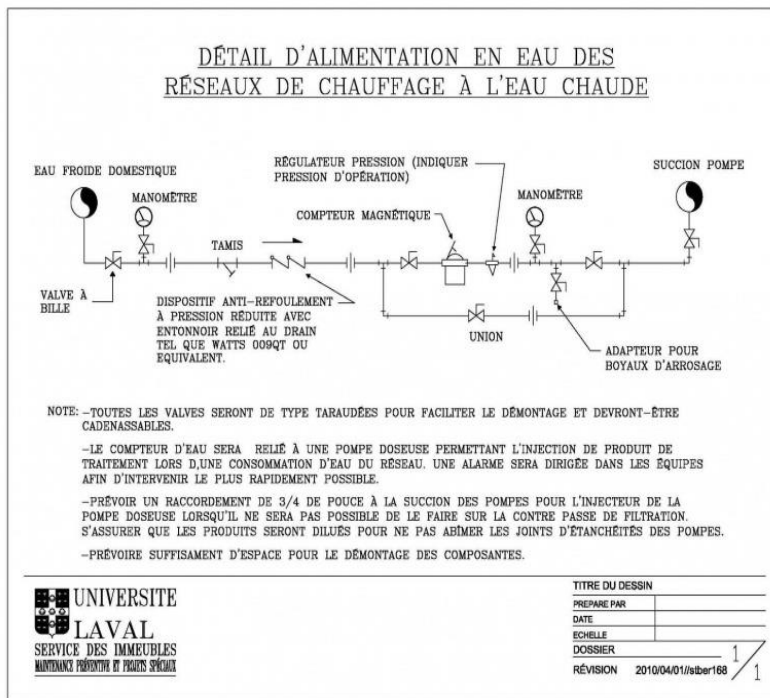 DÉTAIL D'ALIMENTATION EN EAU DES
RÉSEAUX DE CHAUFFAGE À L'EAU CHAUDE
EAU FROIDE DOMESTIQUE
MANOMÈTRE
RÉGULATEUR PRESSION (INDIQUER
PRESSION D'OPÉRATION)
SUCCION POMPE
MANOMÈTRE
COMPTEUR MAGNÉTIQUE
TAMIS
VALVE À
BILLE
DISPOSITIF ANTI-REFOULEMENT
À PRESSION RÉDUITE AVEC
ENTONNOIR RELIÉ AU DRAIN
TEL QUE WATTS 009QT OU
EQUIVALENT.
UNION
ADAPTEUR POUR
BOYAUX D'ARROSAGE
NOTE: -TOUTES LES VALVES SERONT DE TYPE TARAUDÉES POUR FACILITER LE DÉMONTAGE ET DEVRONT-ÊTRE
CADENASSABLES.
-LE COMPTEUR D'EAU SERA RELIÉ À UNE POMPE DOSEUSE PERMETTANT L'INJECTION DE PRODUIT DE
TRAITEMENT LORS D,UNE CONSOMMATION D'EAU DU RÉSEAU. UNE ALARME SERA DIRIGÉE DANS LES ÉQUIPES
AFIN D'INTERVENIR LE PLUS RAPIDEMENT POSSIBLE.
-PRÉVOIR UN RACCORDEMENT DE 3/4 DE POUCE À LA SUCCION DES POMPES POUR L'INJECTEUR DE LA
POMPE DOSEUSE LORSQU'IL NE SERA PAS POSSIBLE DE LE FAIRE SUR LA CONTRE PASSE DE FILTRATION.
S'ASSURER QUE LES PRODUITS SERONT DILUÉS POUR NE PAS ABÎMER LES JOINTS D'ÉTANCHÉITÉS DES POMPES.
-PRÉVOIRE SUFFISAMENT D'ESPACE POUR LE DÉMONTAGE DES COMPOSANTES.
UNIVERSITE
LAVAL
SERVICE DES IMMEUBLES
MAINTENANCE PRÉVENTIVE ET PROJETS SPÉCIAUX
TITRE DU DESSIN
PREPARE PAR
DATE
ECHELLE
DOSSIER 1/1
RÉVISION 2010/04/01//stber168